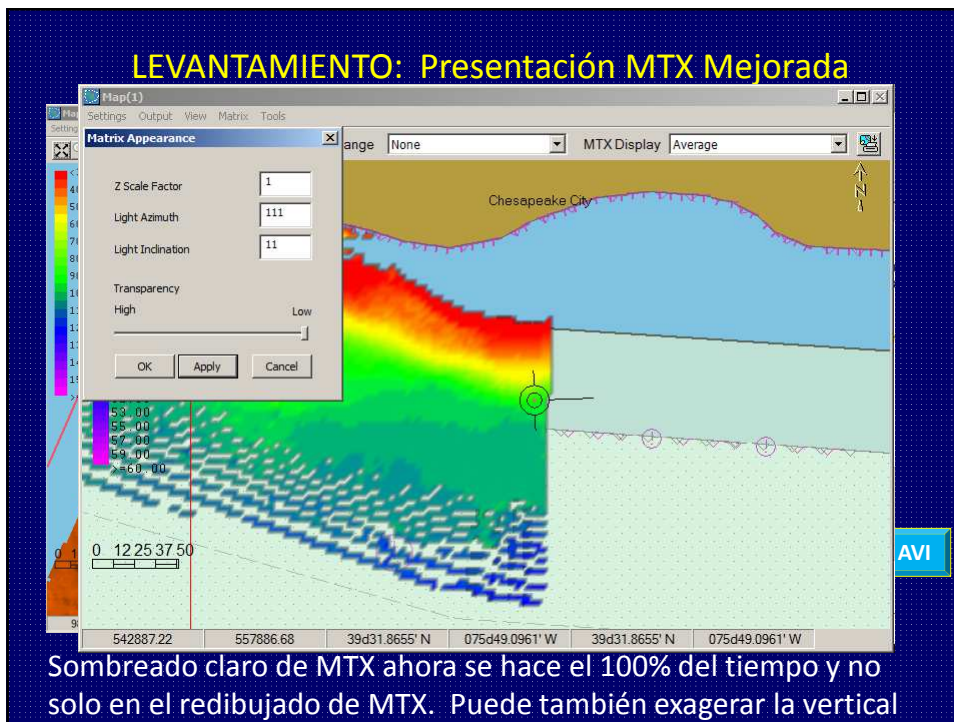 LEVANTAMIENTO: Presentación MTX Mejorada
Map(1)
Settings Output View Matrix Tools
Matrix Appearance
ange None
MTX Display Average
Z Scale Factor 1
Light Azimuth 111
Light Inclination 11
Transparency
High Low
OK Apply Cancel
Chesapeake City
N
53.00
55.00
57.00
59.00
>=60.00
0 12.25 37.50
AVI
542887.22 557886.68 39d31.8655' N 075d49.0961' W 39d31.8655' N 075d49.0961' W
Sombreado claro de MTX ahora se hace el 100% del tiempo y no
solo en el redibujado de MTX. Puede también exagerar la vertical